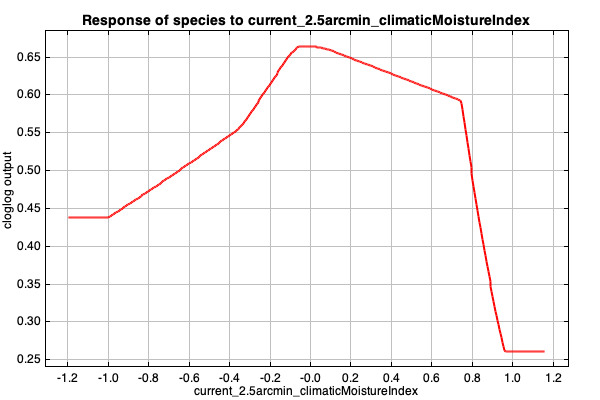 Response of species to current_2.5arcmin_climaticMoistureIndex
cloglog output
0.65
0.60
0.55
0.50
0.45
0.40
0.35
0.30
0.25
-1.2 -1.0 -0.8 -0.6 -0.4 -0.2 -0.0 0.2 0.4 0.6 0.8 1.0 1.2
current_2.5arcmin_climaticMoistureIndex